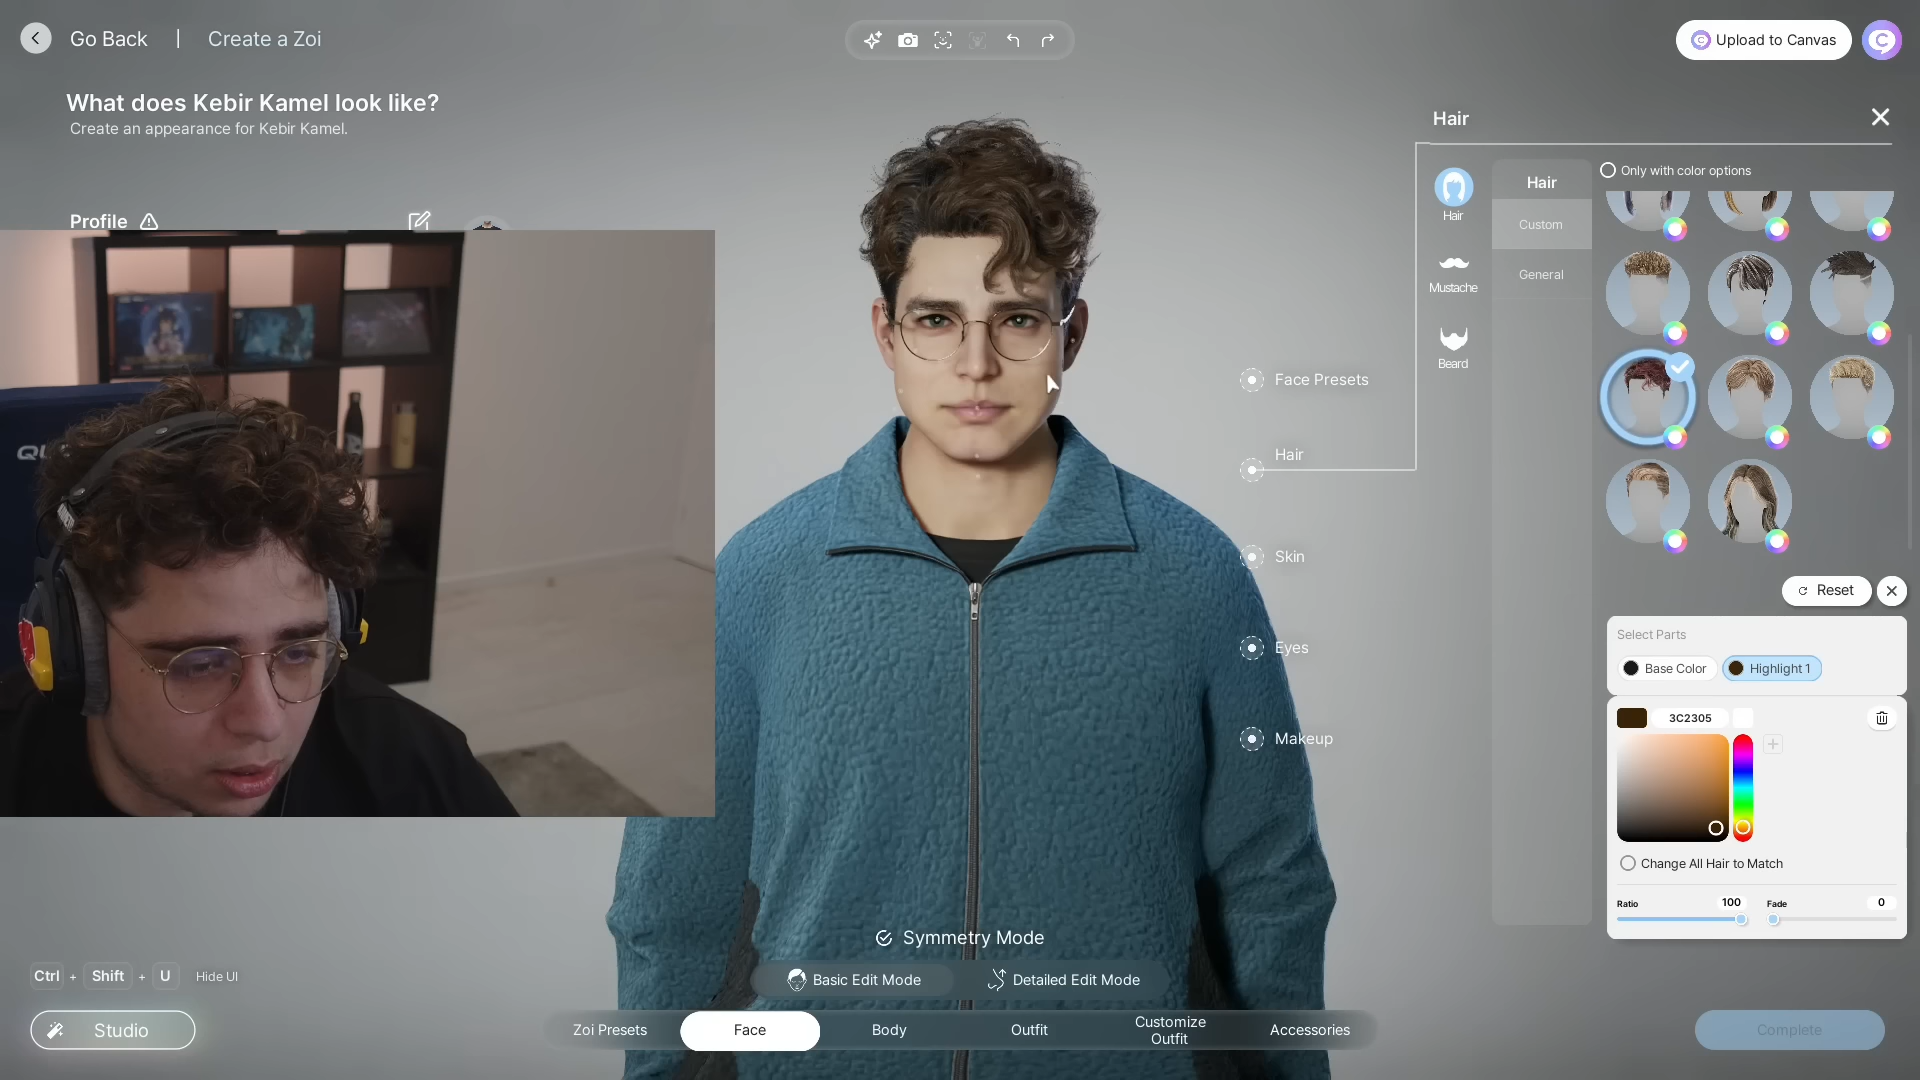 Go Back | Create a Zoi
Upload to Canvas
What does Kebir Kamel look like?
Create an appearance for Kebir Kamel.
Profile
Hair
Hair
Mustache
Beard
Hair
Custom
General
Only with color options
Face Presets
Hair
Skin
Eyes
Makeup
Reset
Select Parts
Base Color
Highlight 1
3C2305
Change All Hair to Match
Ratio 100
Fade 0
Symmetry Mode
Basic Edit Mode
Detailed Edit Mode
Ctrl + Shift + U Hide UI
Studio
Zoi Presets
Face
Body
Outfit
Customize
Outfit
Accessories
Complete